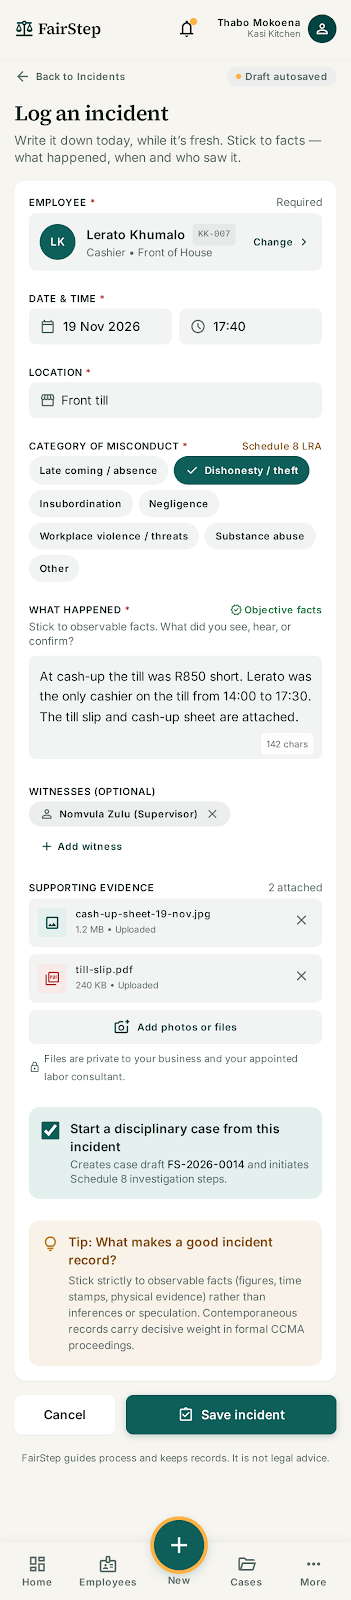 FairStep
Thabo Mokoena
Kasi Kitchen
Back to Incidents
Draft autosaved
Log an incident
Write it down today, while it's fresh. Stick to facts —
what happened, when and who saw it.
EMPLOYEE *
Required
LK
Lerato Khumalo
KK-007
Cashier • Front of House
Change
DATE & TIME *
19 Nov 2026
17:40
LOCATION *
Front till
CATEGORY OF MISCONDUCT *
Schedule 8 LRA
Late coming / absence
Dishonesty / theft
Insubordination
Negligence
Workplace violence / threats
Substance abuse
Other
WHAT HAPPENED *
Objective facts
Stick to observable facts. What did you see, hear, or
confirm?
At cash-up the till was R850 short. Lerato was
the only cashier on the till from 14:00 to 17:30.
The till slip and cash-up sheet are attached.
142 chars
WITNESSES (OPTIONAL)
Nomvula Zulu (Supervisor)
Add witness
SUPPORTING EVIDENCE
2 attached
cash-up-sheet-19-nov.jpg
1.2 MB • Uploaded
PDF
till-slip.pdf
240 KB • Uploaded
Add photos or files
Files are private to your business and your appointed
labor consultant.
Start a disciplinary case from this
incident
Creates case draft FS-2026-0014 and initiates
Schedule 8 investigation steps.
Tip: What makes a good incident
record?
Stick strictly to observable facts (figures, time
stamps, physical evidence) rather than
inferences or speculation. Contemporaneous
records carry decisive weight in formal CCMA
proceedings.
Cancel
Save incident
FairStep guides process and keeps records. It is not legal advice.
Home
Employees
New
Cases
More